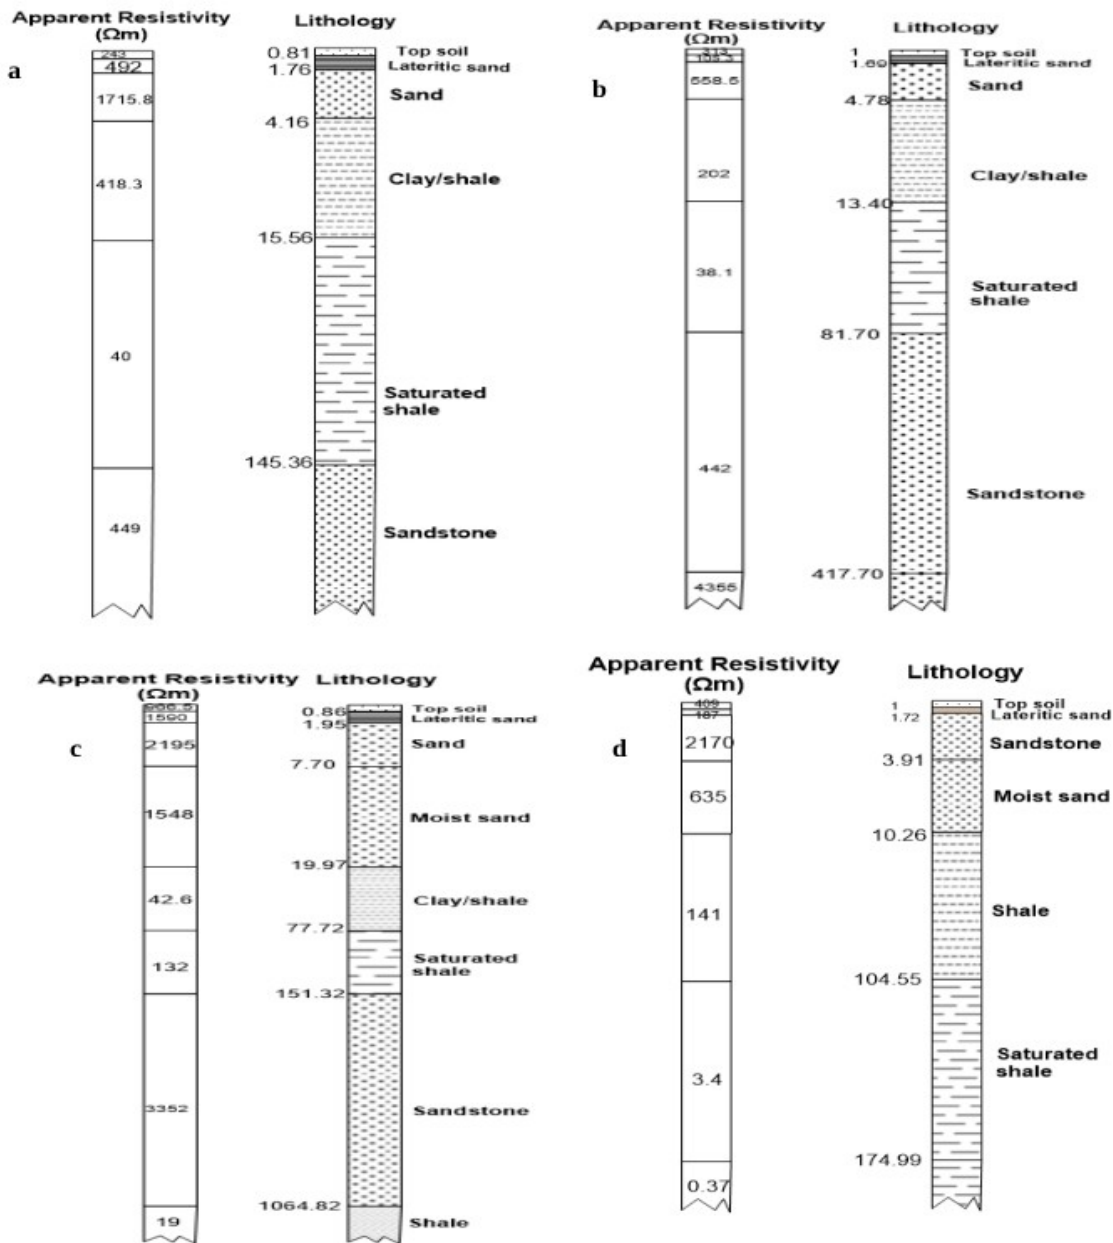 Apparent Resistivity
(Ωm)
Lithology
a
243
492
1715.8
418.3
40
449
0.81
1.76
4.16
15.56
145.36
Top soil
Lateritic sand
Sand
Clay/shale
Saturated
shale
Sandstone
Apparent Resistivity
(Ωm)
Lithology
b
558.5
202
38.1
442
4355
1
1.69
4.78
13.40
81.70
417.70
Top soil
Lateritic sand
Sand
Clay/shale
Saturated
shale
Sandstone
Apparent Resistivity
(Ωm)
Lithology
c
1590
2195
1548
42.6
132
3352
19
0.86
1.95
7.70
19.97
77.72
151.32
1064.82
Top soil
Lateritic sand
Sand
Moist sand
Clay/shale
Saturated
shale
Sandstone
Shale
Apparent Resistivity
(Ωm)
Lithology
d
409
187
2170
635
141
3.4
0.37
1
1.72
3.91
10.26
104.55
174.99
Top soil
Lateritic sand
Sandstone
Moist sand
Shale
Saturated
shale